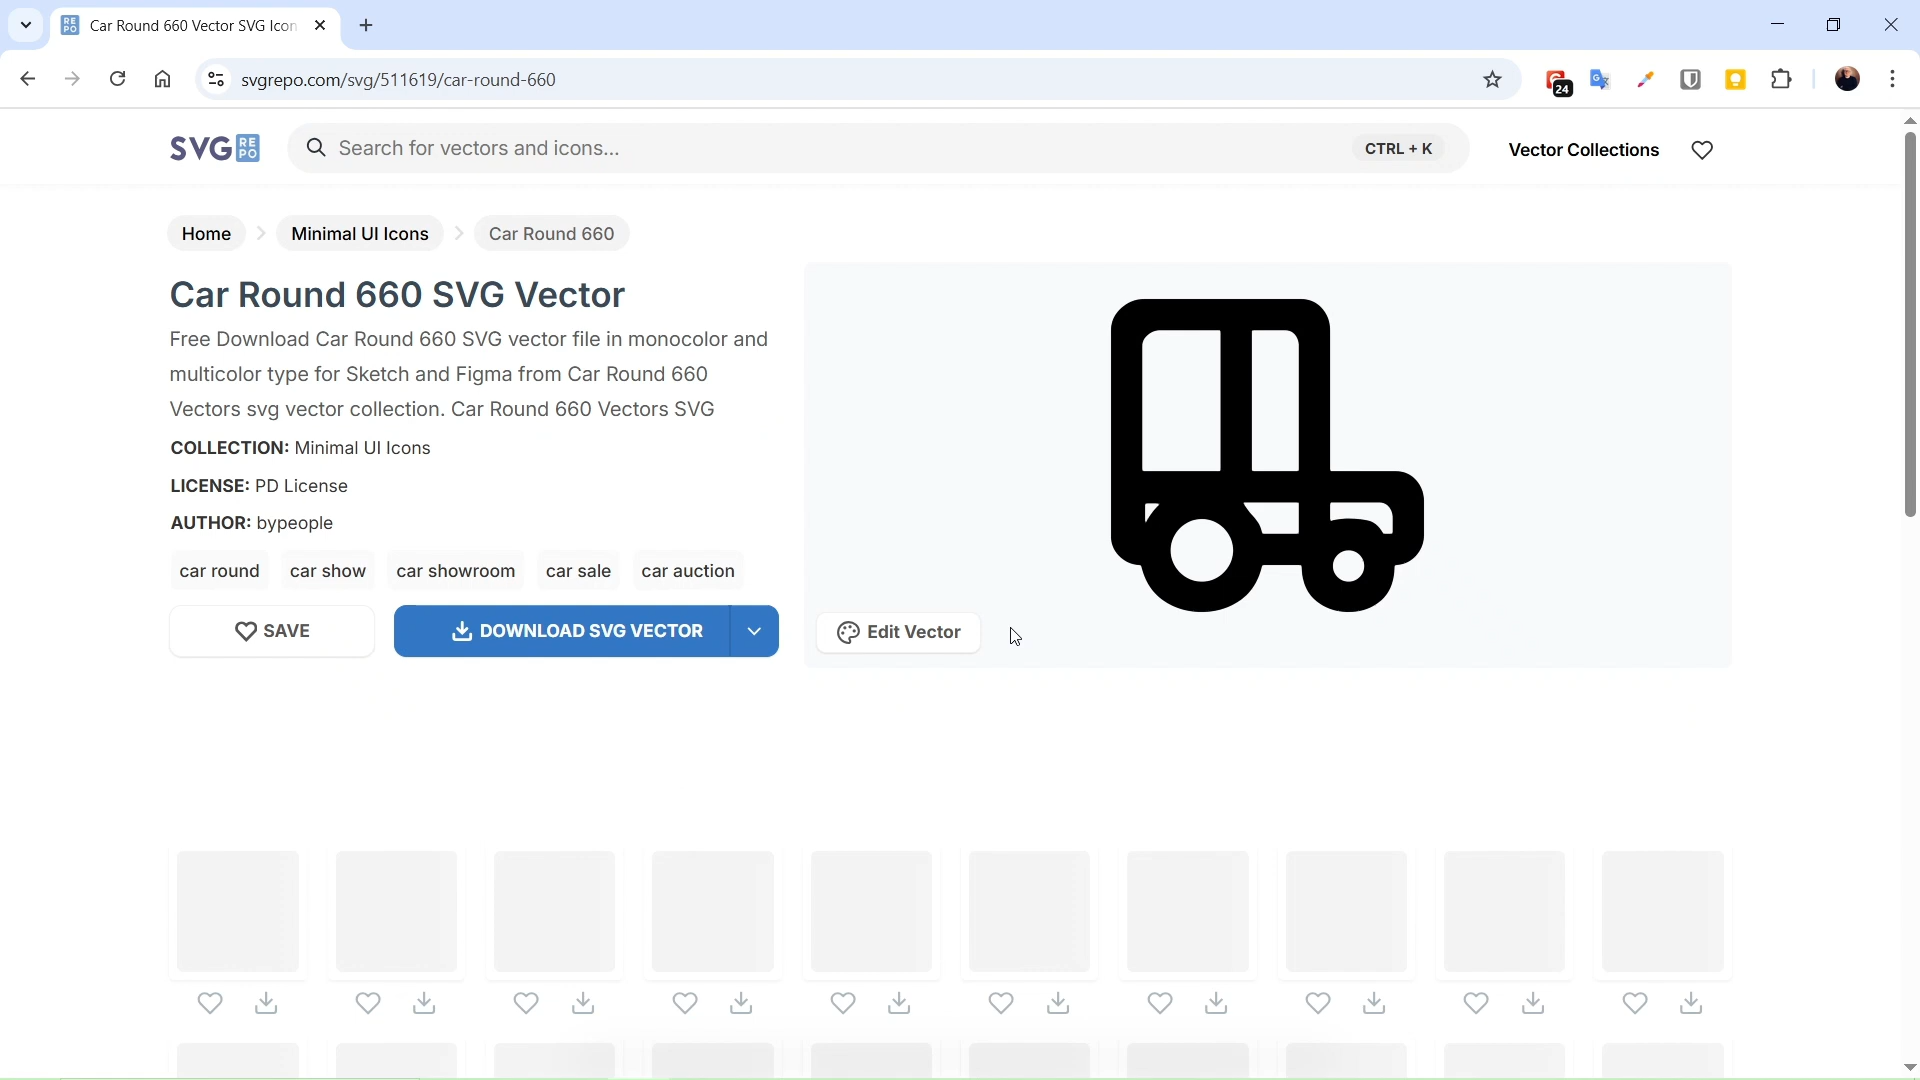 Car Round 660 Vector SVG Icon
svgrepo.com/svg/511619/car-round-660
24
SVG RE PO
Search for vectors and icons...
CTRL + K
Vector Collections
Home
Minimal UI Icons
Car Round 660
Car Round 660 SVG Vector
Free Download Car Round 660 SVG vector file in monocolor and
multicolor type for Sketch and Figma from Car Round 660
Vectors svg vector collection. Car Round 660 Vectors SVG
COLLECTION: Minimal UI Icons
LICENSE: PD License
AUTHOR: bypeople
car round
car show
car showroom
car sale
car auction
SAVE
DOWNLOAD SVG VECTOR
Edit Vector